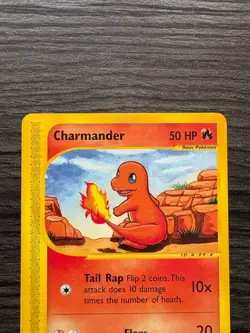 Charmander 50 HP
Basic Pokémon
Tail Rap Flip 2 coins. This
attack does 10 damage 10x
times the number of heads.
Flare 20